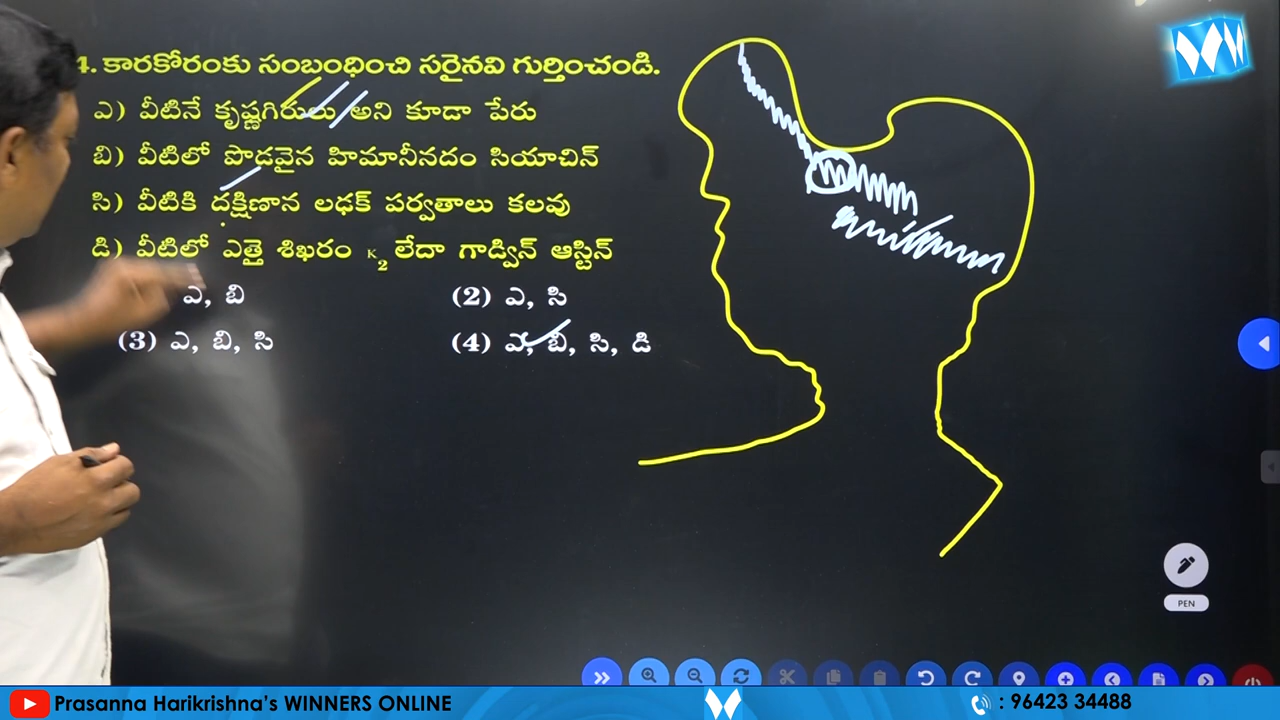 4. కారకోరంకు సంబంధించి సరైనవి గుర్తించండి.
ఎ) వీటినే కృష్ణగిరులు అని కూడా పేరు
బి) వీటిలో పొడవైన హిమానీనదం సియాచిన్
సి) వీటికి దక్షిణాన లఢక్ పర్వతాలు కలవు
డి) వీటిలో ఎత్తై శిఖరం K2 లేదా గాడ్విన్ ఆస్టిన్
ఎ, బి (2) ఎ, సి
(3) ఎ, బి, సి (4) ఎ, బి, సి, డి
PEN
Prasanna Harikrishna's WINNERS ONLINE : 96423 34488